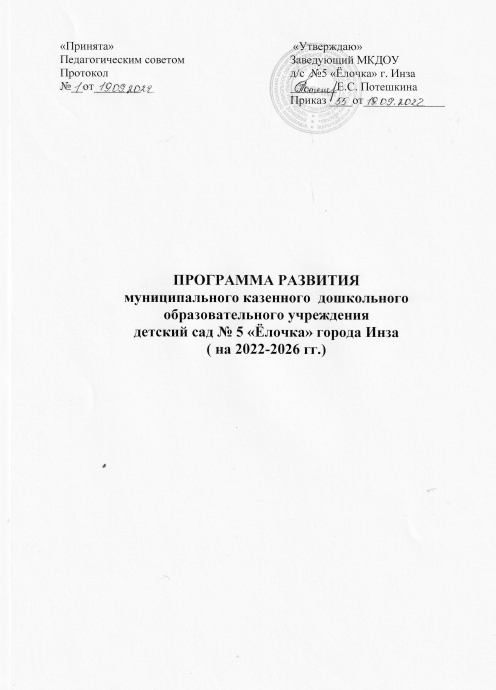 «Принята»
Педагогическим советом
Протокол
№ 1 от 19.09.2022
«Утверждаю»
Заведующий МКДОУ
д/с №5 «Ёлочка» г. Инза
Е.С. Потешкина
Приказ 55 от 19.09.2022
ПРОГРАММА РАЗВИТИЯ
муниципального казенного дошкольного
образовательного учреждения
детский сад № 5 «Ёлочка» города Инза
( на 2022-2026 гг.)